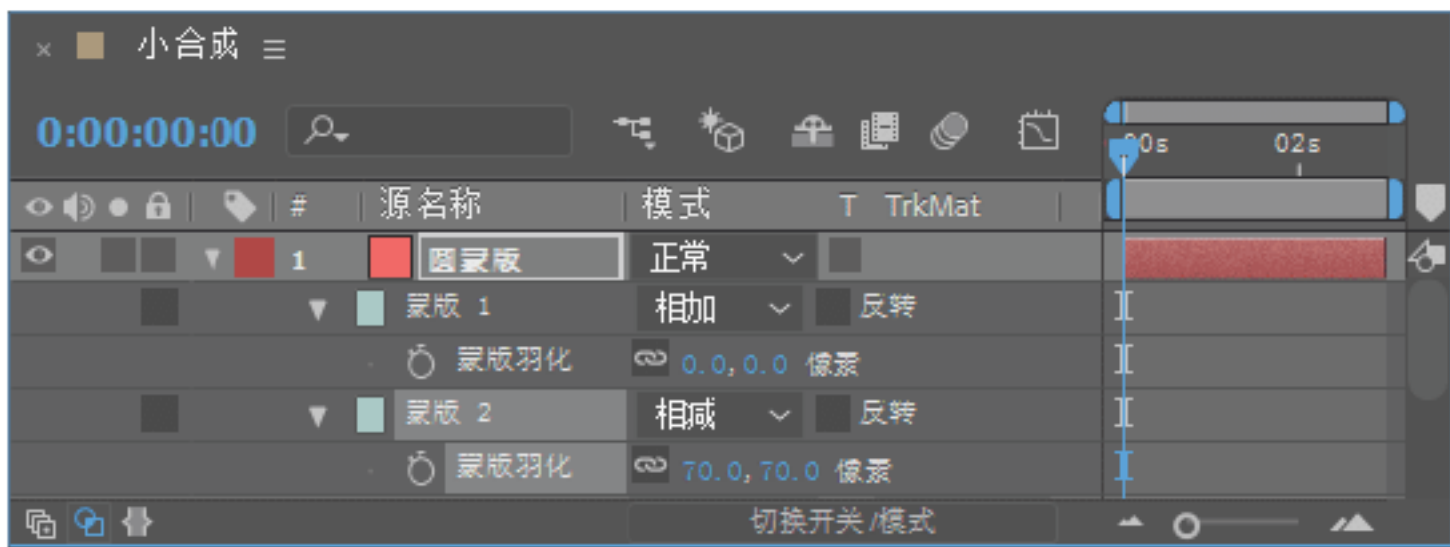 小合成
0:00:00:00
00s 02s
# 源名称 模式 T TrkMat
1 圆蒙版 正常
蒙版 1 相加 反转
蒙版羽化 0.0,0.0 像素
蒙版 2 相减 反转
蒙版羽化 70.0,70.0 像素
切换开关/模式